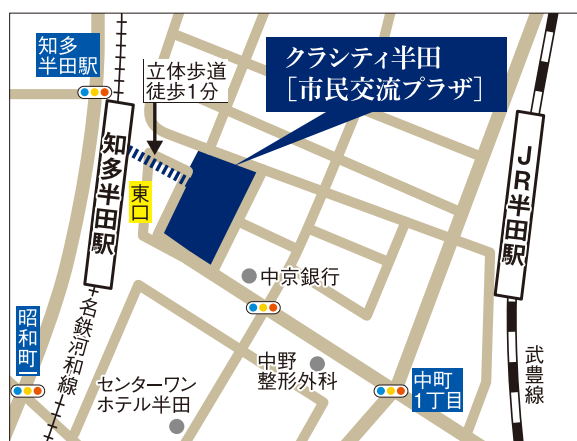 知多
半田駅
立体歩道
徒歩1分
クラシティ半田
［市民交流プラザ］
知多半田駅
東口
JR半田駅
中京銀行
昭和町
名鉄河和線
センターワン
ホテル半田
中野
整形外科
中町
1丁目
武豊線